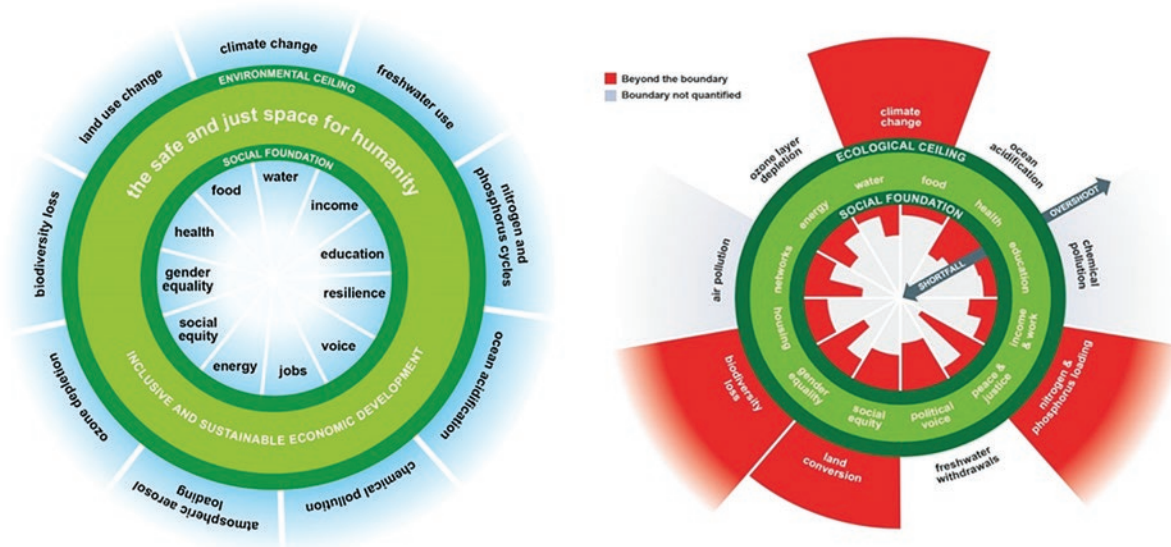 climate change
freshwater use
nitrogen and
phosphorus cycles
ocean acidification
chemical pollution
atmospheric aerosol
loading
ozone depletion
biodiversity loss
land use change
ENVIRONMENTAL CEILING
the safe and just space for humanity
SOCIAL FOUNDATION
water
income
education
resilience
voice
jobs
energy
social
equity
gender
equality
health
food
INCLUSIVE AND SUSTAINABLE ECONOMIC DEVELOPMENT
Beyond the boundary
Boundary not quantified
climate
change
ocean
acidification
chemical
pollution
nitrogen &
phosphorus loading
freshwater
withdrawals
land
conversion
biodiversity
loss
air pollution
ozone layer
depletion
ECOLOGICAL CEILING
OVERSHOOT
water
food
health
education
income
& work
peace &
justice
political
voice
social
equity
gender
equality
housing
networks
energy
SOCIAL FOUNDATION
SHORTFALL